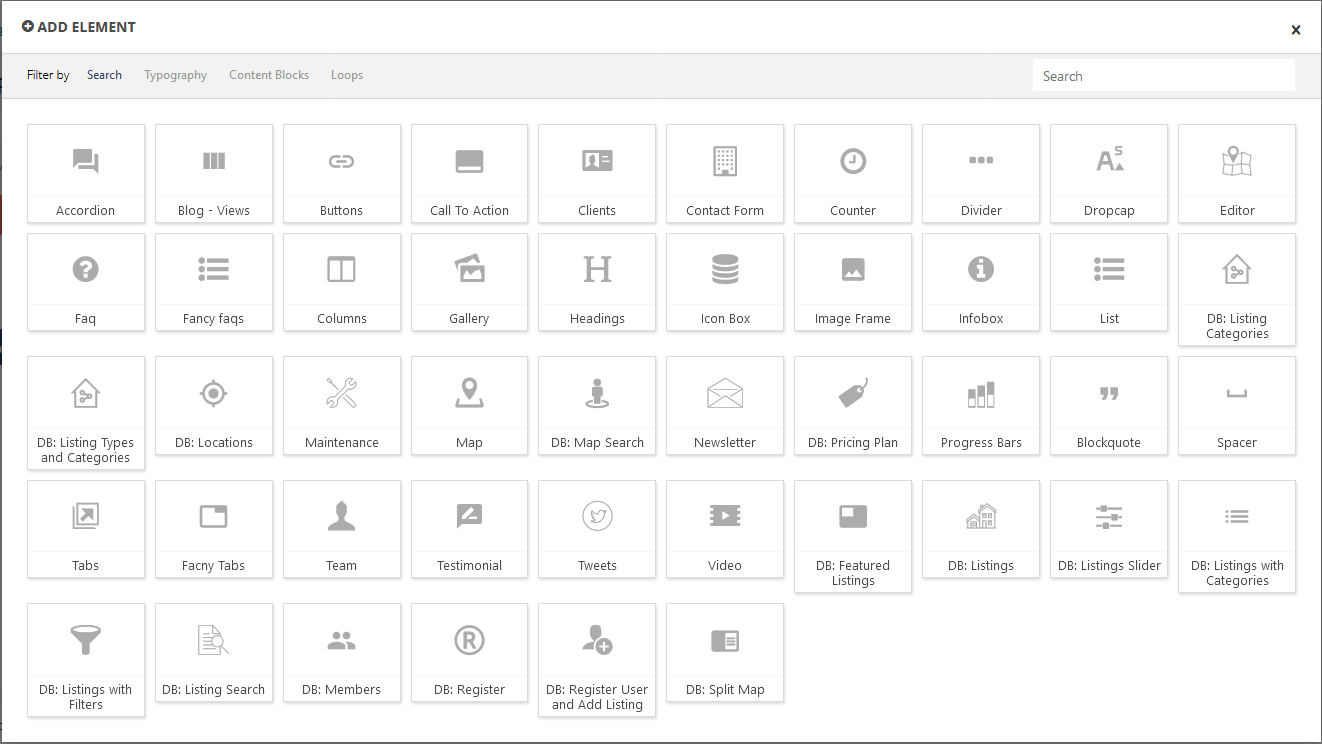 ADD ELEMENT
×
Filter by Search Typography Content Blocks Loops Search
Accordion Blog - Views Buttons Call To Action Clients Contact Form Counter Divider Dropcap Editor
Faq Fancy faqs Columns Gallery Headings Icon Box Image Frame Infobox List DB: Listing
Categories
DB: Listing Types DB: Locations Maintenance Map DB: Map Search Newsletter DB: Pricing Plan Progress Bars Blockquote Spacer
and Categories
Tabs Facny Tabs Team Testimonial Tweets Video DB: Featured DB: Listings DB: Listings Slider DB: Listings with
Listings Categories
DB: Listings with DB: Listing Search DB: Members DB: Register DB: Register User DB: Split Map
Filters and Add Listing